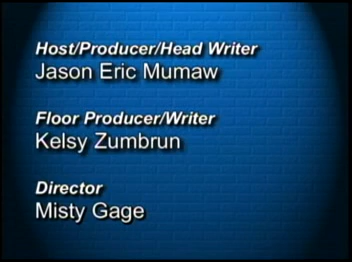 Host/Producer/Head Writer
Jason Eric Mumaw
Floor Producer/Writer
Kelsy Zumbrun
Director
Misty Gage